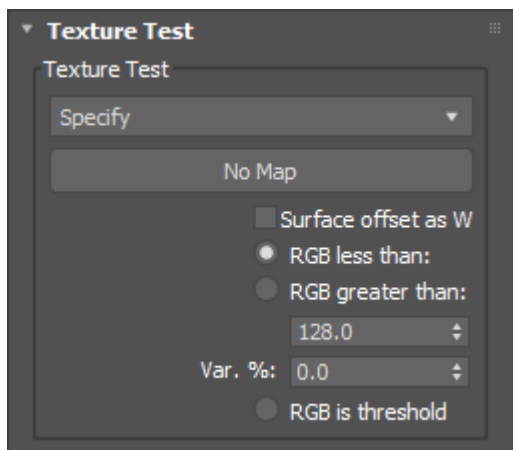 Texture Test
Texture Test
Specify
No Map
Surface offset as W
RGB less than:
RGB greater than:
128.0
Var. %: 0.0
RGB is threshold